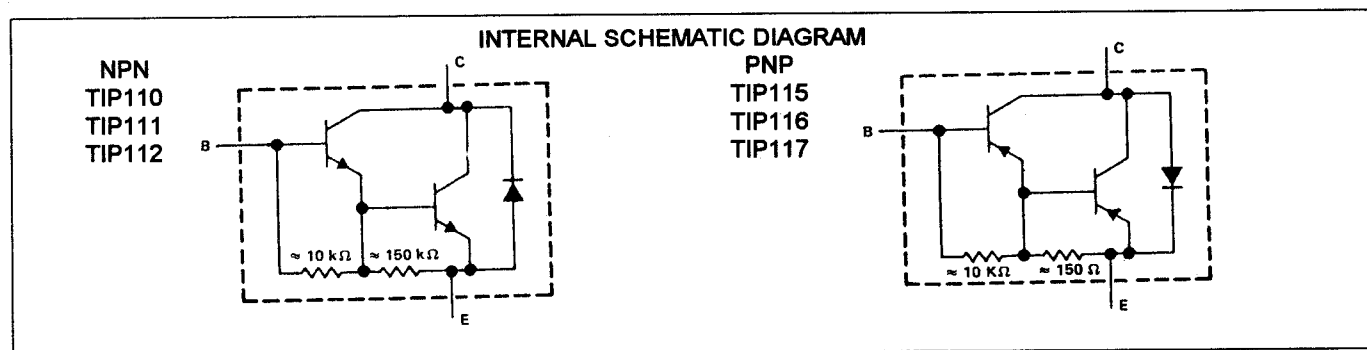 INTERNAL SCHEMATIC DIAGRAM
NPN
TIP110
TIP111
TIP112
C
B
≈ 10 kΩ
≈ 150 kΩ
E
PNP
TIP115
TIP116
TIP117
C
B
≈ 10 KΩ
≈ 150 Ω
E